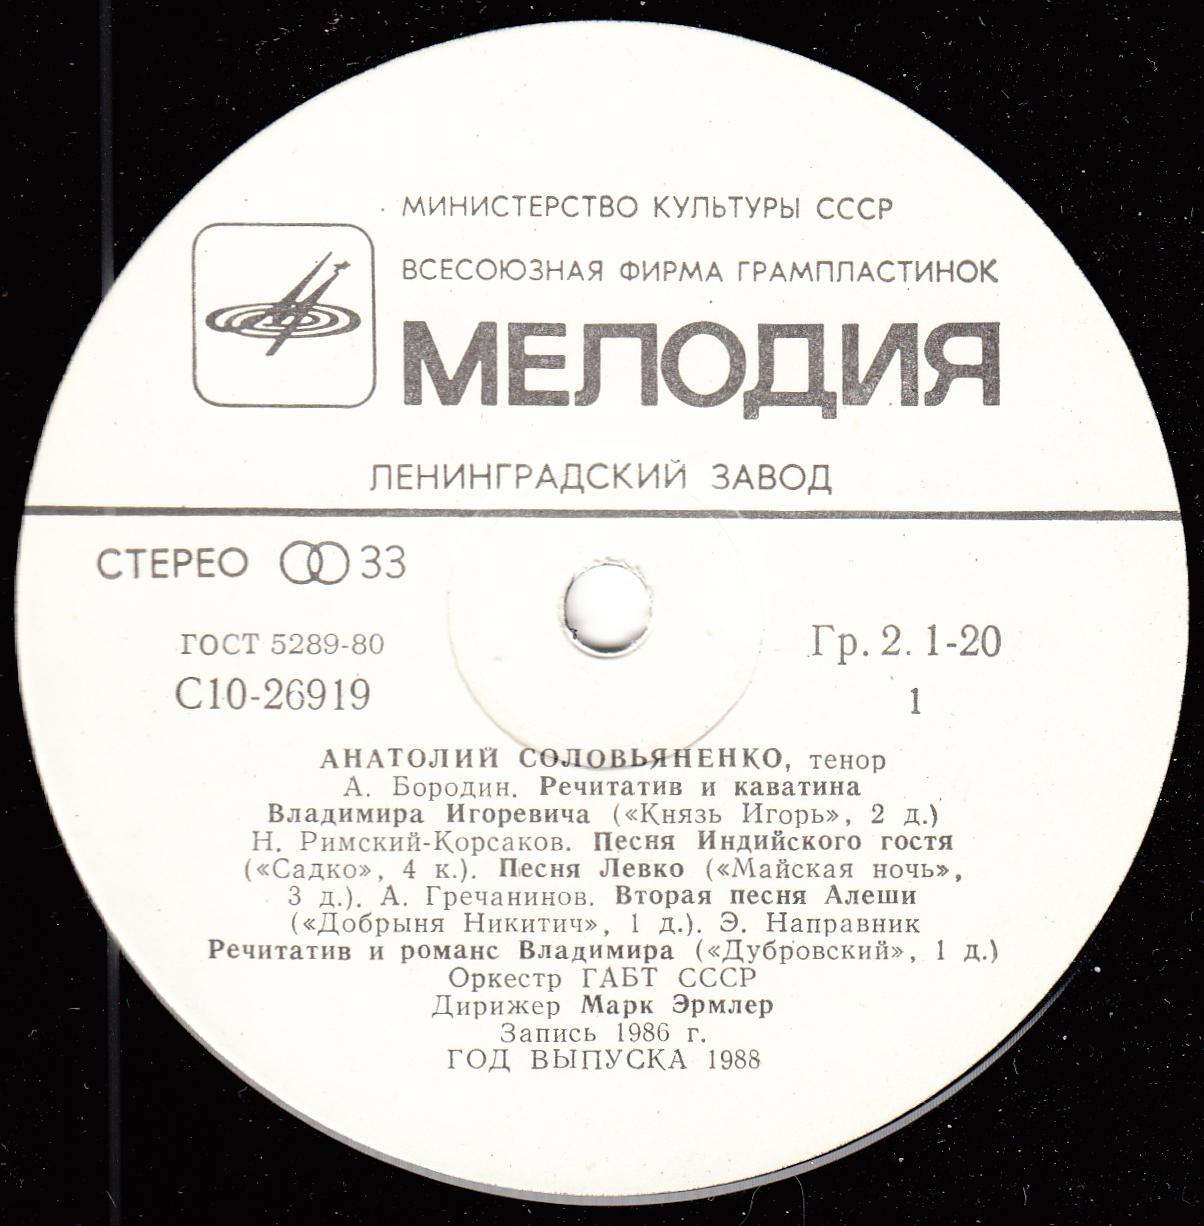 МИНИСТЕРСТВО КУЛЬТУРЫ СССР
ВСЕСОЮЗНАЯ ФИРМА ГРАМПЛАСТИНОК
МЕЛОДИЯ
ЛЕНИНГРАДСКИЙ ЗАВОД
СТЕРЕО 33
ГОСТ 5289-80
С10-26919
Гр. 2. 1-20
1
АНАТОЛИЙ СОЛОВЬЯНЕНКО, тенор
А. Бородин. Речитатив и каватина
Владимира Игоревича («Князь Игорь», 2 д.)
Н. Римский-Корсаков. Песня Индийского гостя
(«Садко», 4 к.). Песня Левко («Майская ночь»,
3 д.). А. Гречанинов. Вторая песня Алеши
(«Добрыня Никитич», 1 д.). Э. Направник
Речитатив и романс Владимира («Дубровский», 1 д.)
Оркестр ГАБТ СССР
Дирижер Марк Эрмлер
Запись 1986 г.
ГОД ВЫПУСКА 1988